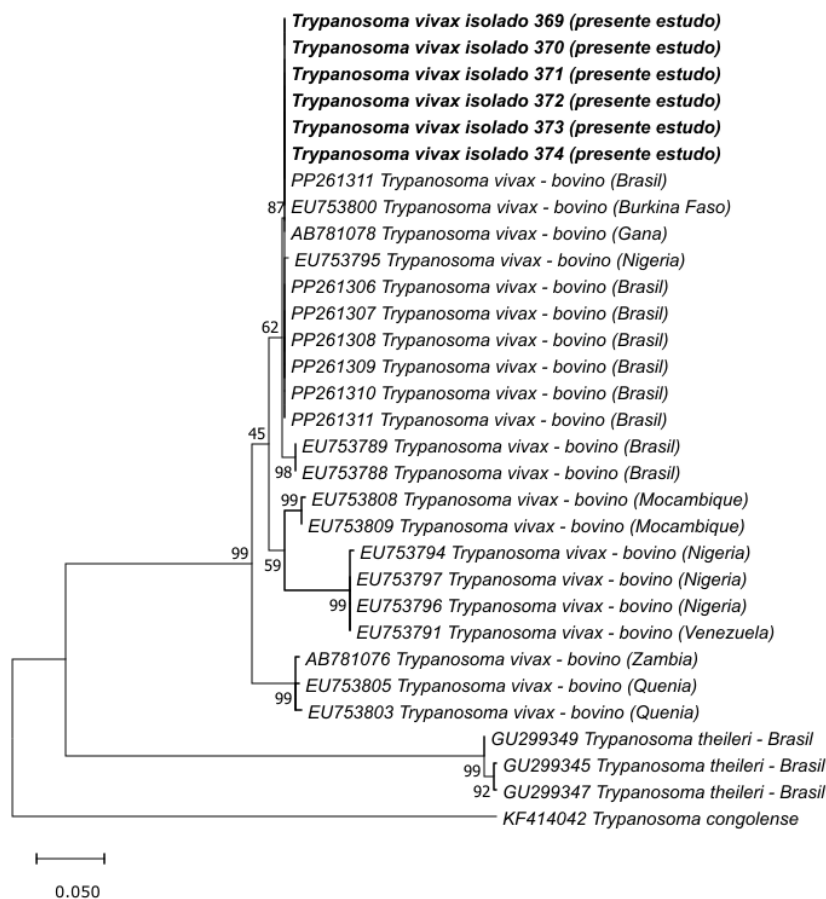 Trypanosoma vivax isolado 369 (presente estudo)
Trypanosoma vivax isolado 370 (presente estudo)
Trypanosoma vivax isolado 371 (presente estudo)
Trypanosoma vivax isolado 372 (presente estudo)
Trypanosoma vivax isolado 373 (presente estudo)
Trypanosoma vivax isolado 374 (presente estudo)
PP261311 Trypanosoma vivax - bovino (Brasil)
87 EU753800 Trypanosoma vivax - bovino (Burkina Faso)
AB781078 Trypanosoma vivax - bovino (Gana)
EU753795 Trypanosoma vivax - bovino (Nigeria)
PP261306 Trypanosoma vivax - bovino (Brasil)
PP261307 Trypanosoma vivax - bovino (Brasil)
62
PP261308 Trypanosoma vivax - bovino (Brasil)
PP261309 Trypanosoma vivax - bovino (Brasil)
PP261310 Trypanosoma vivax - bovino (Brasil)
PP261311 Trypanosoma vivax - bovino (Brasil)
45
EU753789 Trypanosoma vivax - bovino (Brasil)
98 EU753788 Trypanosoma vivax - bovino (Brasil)
99 EU753808 Trypanosoma vivax - bovino (Mocambique)
EU753809 Trypanosoma vivax - bovino (Mocambique)
99 EU753794 Trypanosoma vivax - bovino (Nigeria)
59
EU753797 Trypanosoma vivax - bovino (Nigeria)
99 EU753796 Trypanosoma vivax - bovino (Nigeria)
EU753791 Trypanosoma vivax - bovino (Venezuela)
AB781076 Trypanosoma vivax - bovino (Zambia)
EU753805 Trypanosoma vivax - bovino (Quenia)
99
EU753803 Trypanosoma vivax - bovino (Quenia)
GU299349 Trypanosoma theileri - Brasil
99 GU299345 Trypanosoma theileri - Brasil
92 GU299347 Trypanosoma theileri - Brasil
KF414042 Trypanosoma congolense
0.050